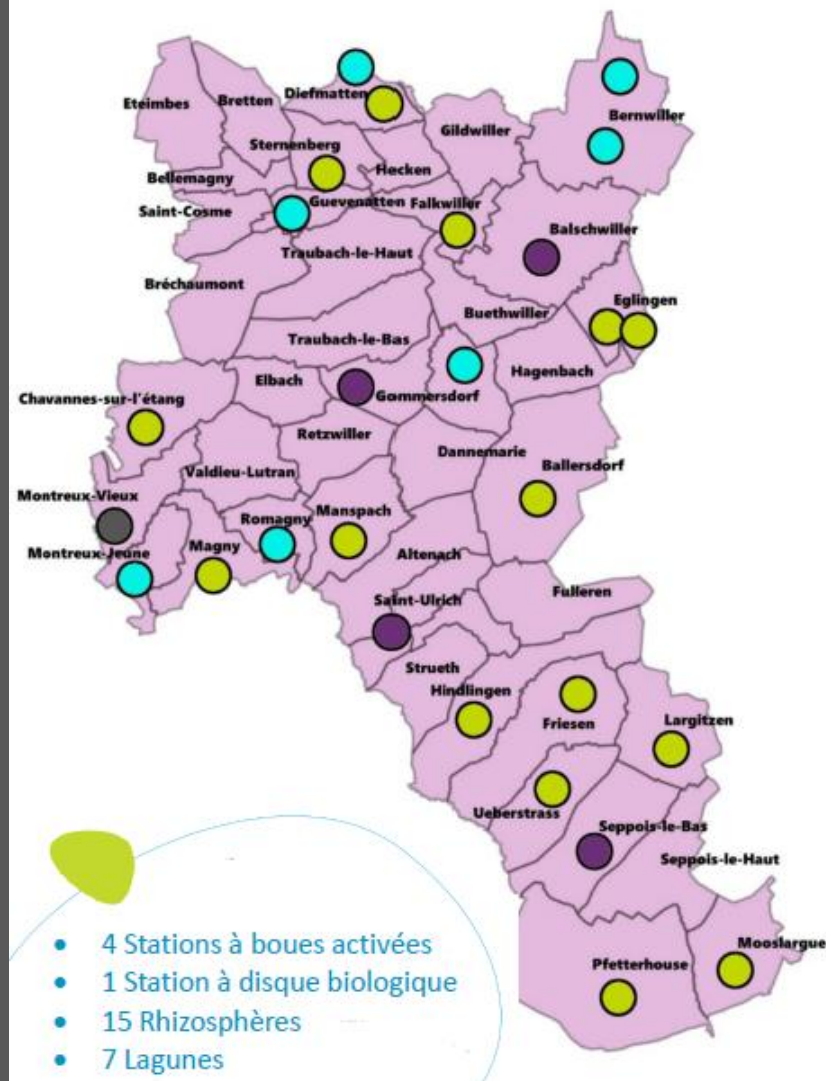 Eteimbes
Bretten
Diefmatten
Bernwiller
Gildwiller
Sternenberg
Hecken
Bellemagny
Guevenatten
Falkwiller
Saint-Cosme
Balschwiller
Traubach-le-Haut
Bréchaumont
Eglingen
Buethwiller
Traubach-le-Bas
Hagenbach
Elbach
Gommersdorf
Chavannes-sur-l'étang
Retzwiller
Dannemarie
Ballersdorf
Valdieu-Lutran
Montreux-Vieux
Manspach
Romagny
Magny
Montreux-Jeune
Altenach
Fulleren
Saint-Ulrich
Strueth
Hindlingen
Friesen
Largitzen
Ueberstrass
Seppois-le-Bas
Seppois-le-Haut
Mooslargue
Pfetterhouse
• 4 Stations à boues activées
• 1 Station à disque biologique
• 15 Rhizosphères
• 7 Lagunes